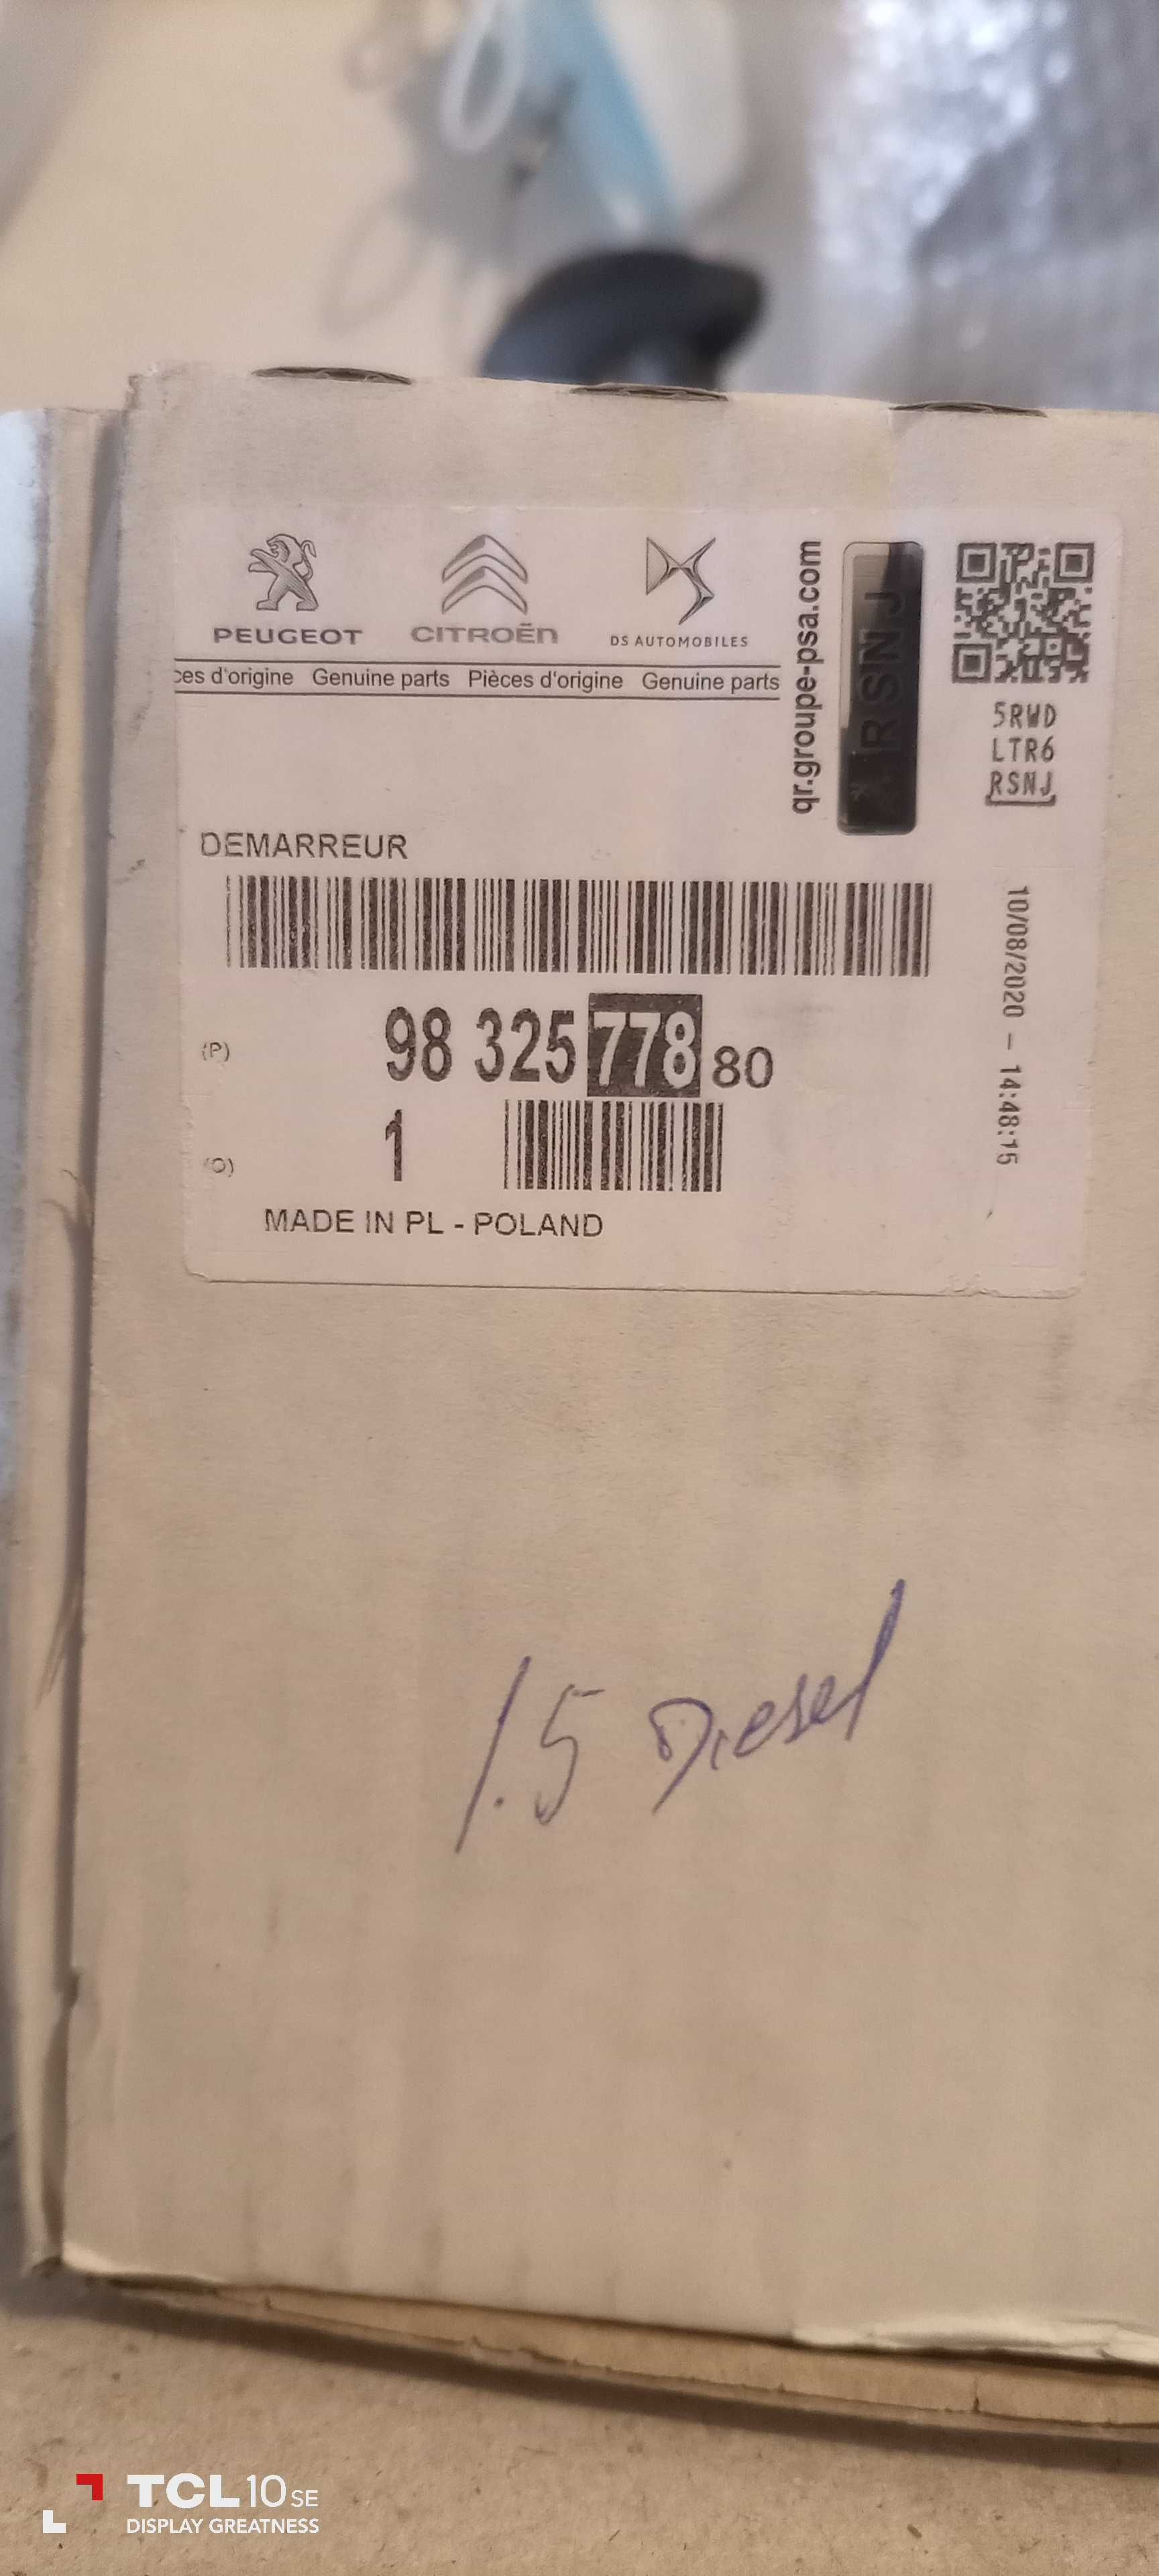 PEUGEOT CITROËN DS AUTOMOBILES
ces d'origine Genuine parts Pièces d'origine Genuine parts
qr.groupe-psa.com
RSNJ
5RWD
LTR6
RSNJ
DEMARREUR
10/08/2020 - 14:48:15
(P) 98 325 778 80
(Q) 1
MADE IN PL - POLAND
1.5 Diesel
TCL 10 SE
DISPLAY GREATNESS